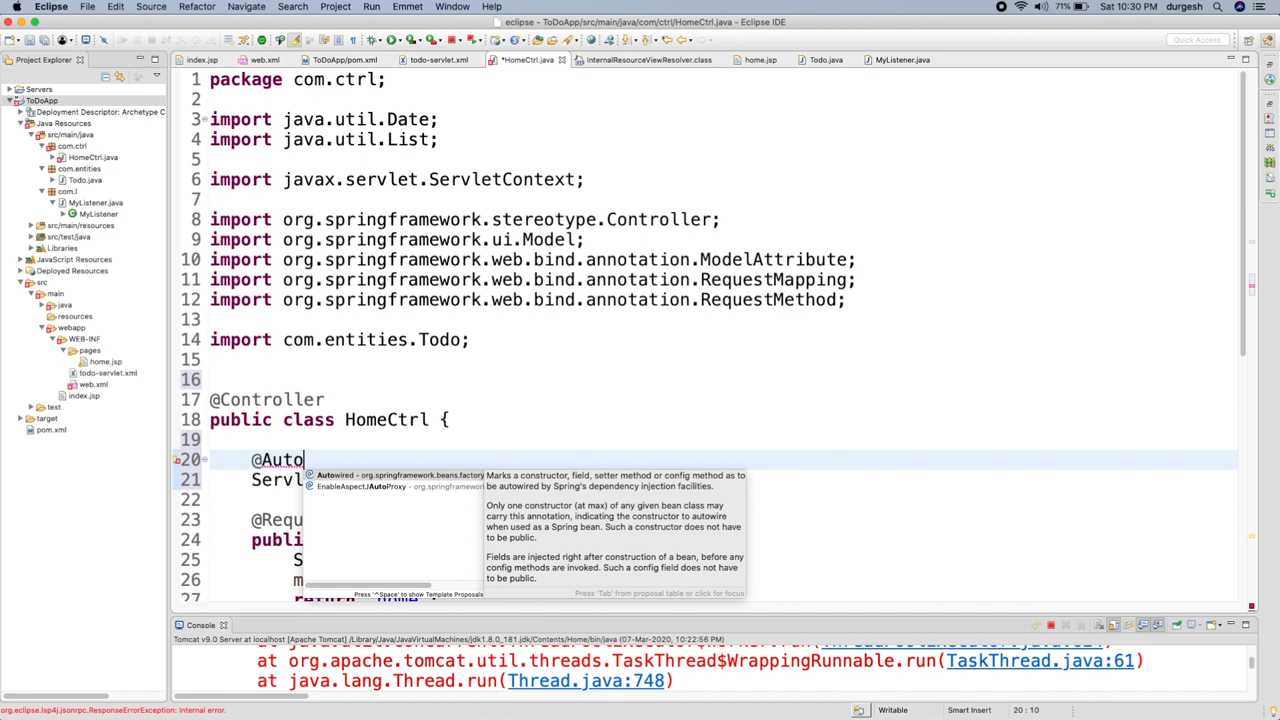 Eclipse File Edit Source Refactor Navigate Search Project Run Emmet Window Help 71% Sat 10:30 PM durgesh
eclipse - ToDoApp/src/main/java/com/ctrl/HomeCtrl.java - Eclipse IDE
Quick Access
Project Explorer
index.jsp web.xml ToDoApp/pom.xml todo-servlet.xml *HomeCtrl.java InternalResourceViewResolver.class home.jsp Todo.java MyListener.java
Servers
ToDoApp
Deployment Descriptor: Archetype C
Java Resources
src/main/java
com.ctrl
HomeCtrl.java
com.entities
Todo.java
com.l
MyListener.java
MyListener
src/main/resources
src/test/java
Libraries
JavaScript Resources
Deployed Resources
src
main
java
resources
webapp
WEB-INF
pages
home.jsp
todo-servlet.xml
web.xml
index.jsp
test
target
pom.xml
1 package com.ctrl;
2
3 import java.util.Date;
4 import java.util.List;
5
6 import javax.servlet.ServletContext;
7
8 import org.springframework.stereotype.Controller;
9 import org.springframework.ui.Model;
10 import org.springframework.web.bind.annotation.ModelAttribute;
11 import org.springframework.web.bind.annotation.RequestMapping;
12 import org.springframework.web.bind.annotation.RequestMethod;
13
14 import com.entities.Todo;
15
16
17 @Controller
18 public class HomeCtrl {
19
20 @Auto
21 Servl
22
23 @Requ
24 public
25 S
26 m
27 return "home";
Autowired - org.springframework.beans.factory
EnableAspectJAutoProxy - org.springframework
Press '^Space' to show Template Proposals
Marks a constructor, field, setter method or config method as to
be autowired by Spring's dependency injection facilities.
Only one constructor (at max) of any given bean class may
carry this annotation, indicating the constructor to autowire
when used as a Spring bean. Such a constructor does not have
to be public.
Fields are injected right after construction of a bean, before any
config methods are invoked. Such a config field does not have
to be public.
Press 'Tab' from proposal table or click for focus
Console
Tomcat v9.0 Server at localhost [Apache Tomcat] /Library/Java/JavaVirtualMachines/jdk1.8.0_181.jdk/Contents/Home/bin/java (07-Mar-2020, 10:22:56 PM)
at org.apache.tomcat.util.threads.TaskThread$WrappingRunnable.run(TaskThread.java:61)
at java.lang.Thread.run(Thread.java:748)
org.eclipse.lsp4j.jsonrpc.ResponseErrorException: Internal error.
Writable Smart Insert 20 : 10